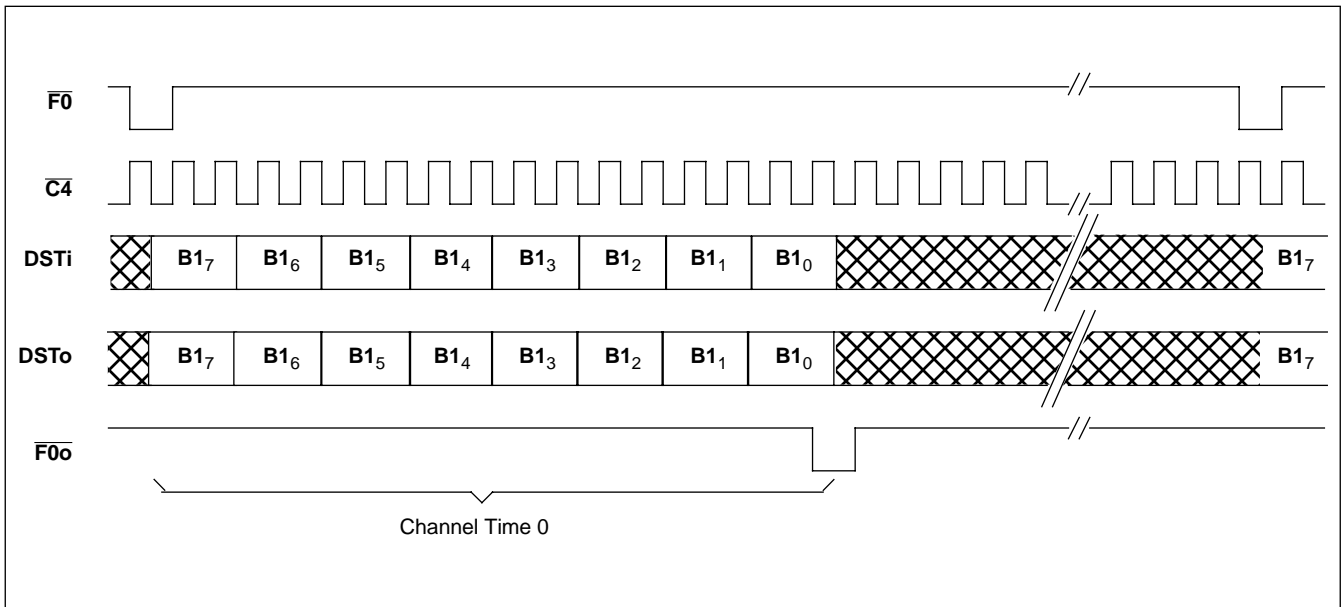 F0
C4
DSTi B1₇ B1₆ B1₅ B1₄ B1₃ B1₂ B1₁ B1₀ B1₇
DSTo B1₇ B1₆ B1₅ B1₄ B1₃ B1₂ B1₁ B1₀ B1₇
F0o
Channel Time 0